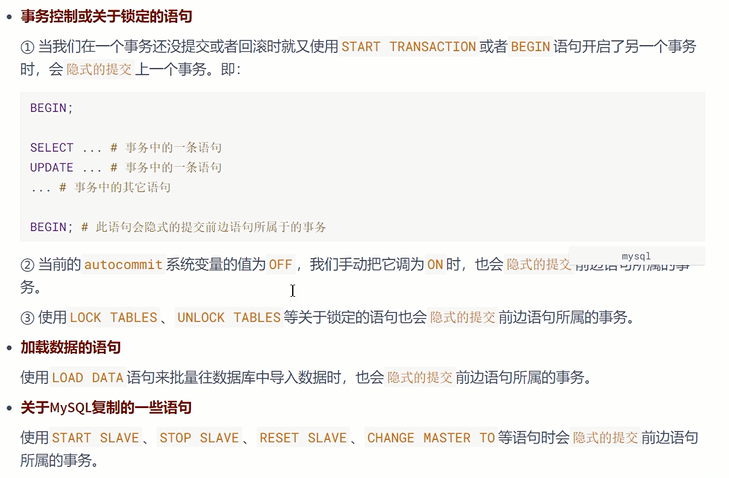 事务控制或关于锁定的语句
① 当我们在一个事务还没提交或者回滚时就又使用 START TRANSACTION 或者 BEGIN 语句开启了另一个事务
时，会 隐式的提交 上一个事务。即：
BEGIN;
SELECT ... # 事务中的一条语句
UPDATE ... # 事务中的一条语句
... # 事务中的其它语句
BEGIN; # 此语句会隐式的提交前边语句所属于的事务
mysql
② 当前的 autocommit 系统变量的值为 OFF ，我们手动把它调为 ON 时，也会 隐式的提交 前边语句所属的事
务。
③ 使用 LOCK TABLES 、 UNLOCK TABLES 等关于锁定的语句也会 隐式的提交 前边语句所属的事务。
加载数据的语句
使用 LOAD DATA 语句来批量往数据库中导入数据时，也会 隐式的提交 前边语句所属的事务。
关于MySQL复制的一些语句
使用 START SLAVE 、 STOP SLAVE 、 RESET SLAVE 、 CHANGE MASTER TO 等语句时会 隐式的提交 前边语句
所属的事务。